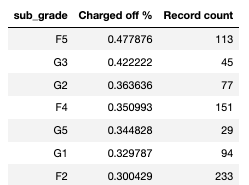 sub_grade Charged off % Record count
F5 0.477876 113
G3 0.422222 45
G2 0.363636 77
F4 0.350993 151
G5 0.344828 29
G1 0.329787 94
F2 0.300429 233